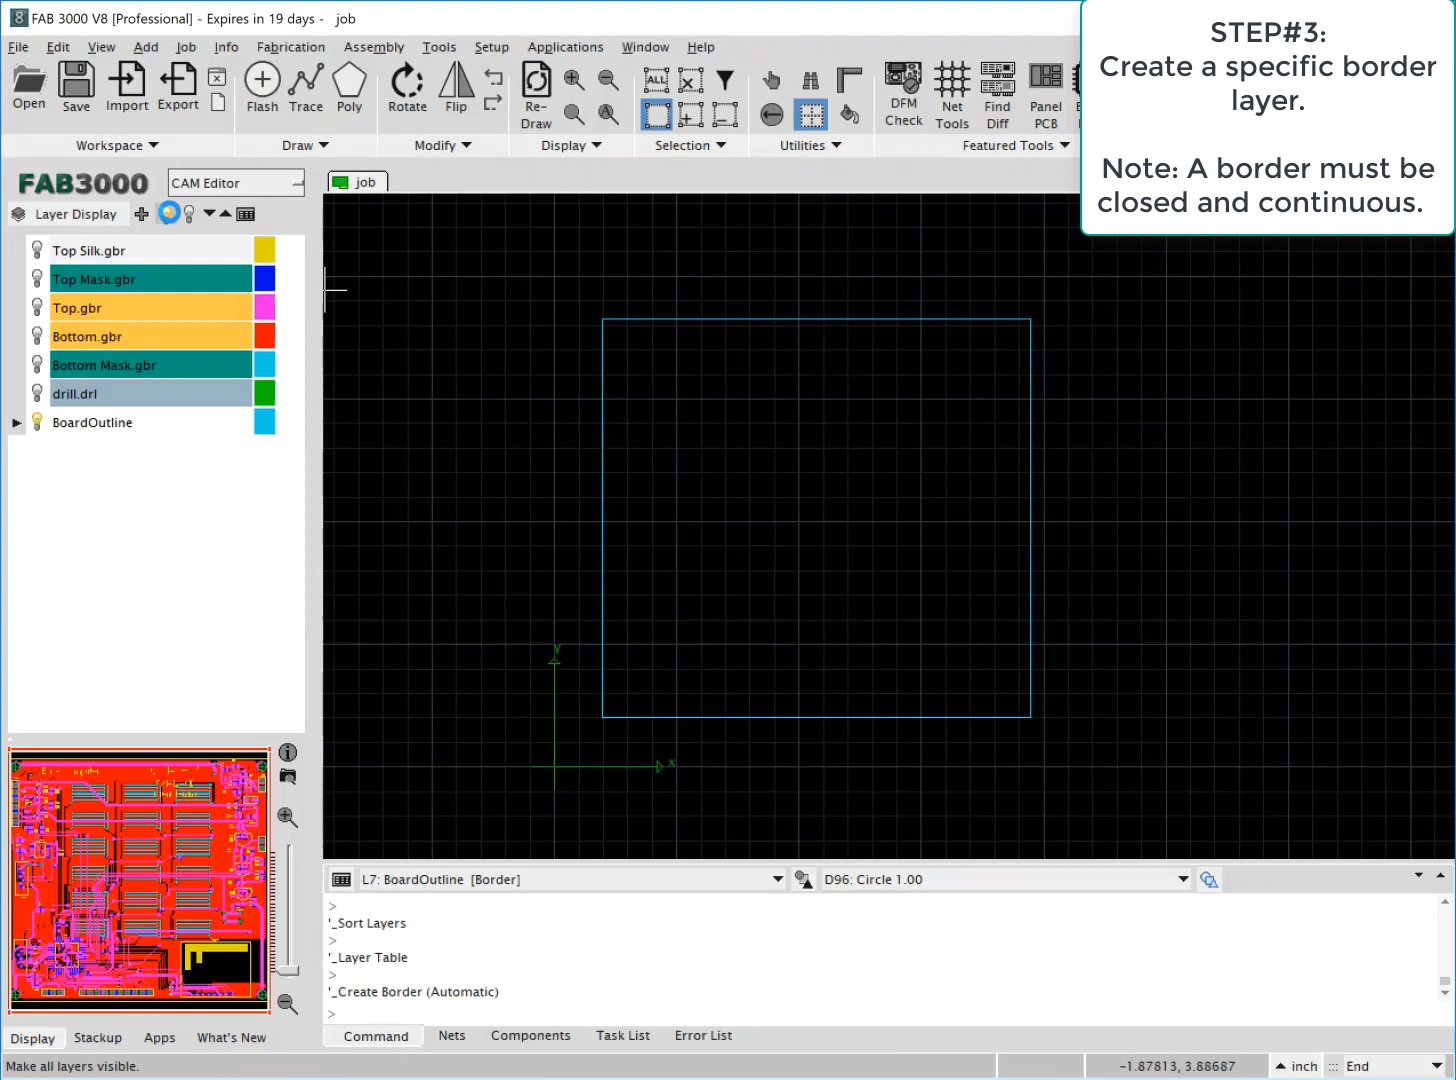 FAB 3000 V8 [Professional] - Expires in 19 days -   job
File Edit View Add Job Info Fabrication Assembly Tools Setup Applications Window Help
STEP#3:
Create a specific border
layer.
Note: A border must be
closed and continuous.
Open Save Import Export Flash Trace Poly Rotate Flip Re-
Draw
ALL
DFM
Check
Net
Tools
Find
Diff
Panel
PCB
Workspace Draw Modify Display Selection Utilities Featured Tools
FAB3000 CAM Editor job
Layer Display
Top Silk.gbr
Top Mask.gbr
Top.gbr
Bottom.gbr
Bottom Mask.gbr
drill.drl
BoardOutline
y
x
L7: BoardOutline [Border] D96: Circle 1.00
>
'_Sort Layers
>
'_Layer Table
>
'_Create Border (Automatic)
>
Command Nets Components Task List Error List
Display Stackup Apps What's New
Make all layers visible. -1.87813, 3.88687 inch ::: End